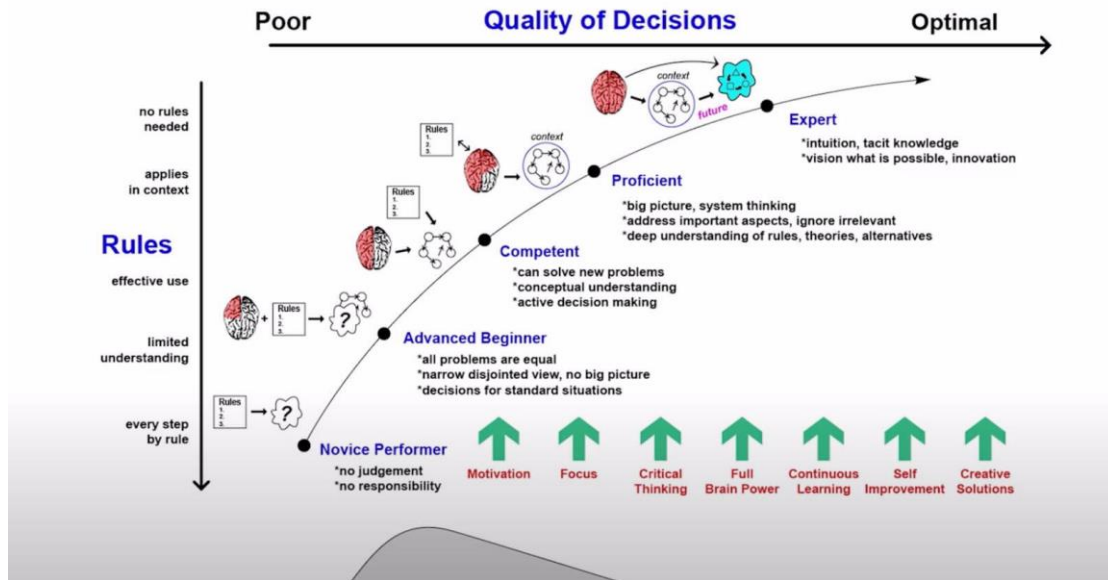 Poor
Quality of Decisions
Optimal
no rules
needed
applies
in context
Rules
effective use
limited
understanding
every step
by rule
context
future
Expert
*intuition, tacit knowledge
*vision what is possible, innovation
Rules
1.
2.
3.
context
Proficient
*big picture, system thinking
*address important aspects, ignore irrelevant
*deep understanding of rules, theories, alternatives
Rules
1.
2.
3.
Competent
*can solve new problems
*conceptual understanding
*active decision making
+
Rules
1.
2.
3.
?
Advanced Beginner
*all problems are equal
*narrow disjointed view, no big picture
*decisions for standard situations
Rules
1.
2.
3.
?
Novice Performer
*no judgement
*no responsibility
Motivation
Focus
Critical
Thinking
Full
Brain Power
Continuous
Learning
Self
Improvement
Creative
Solutions